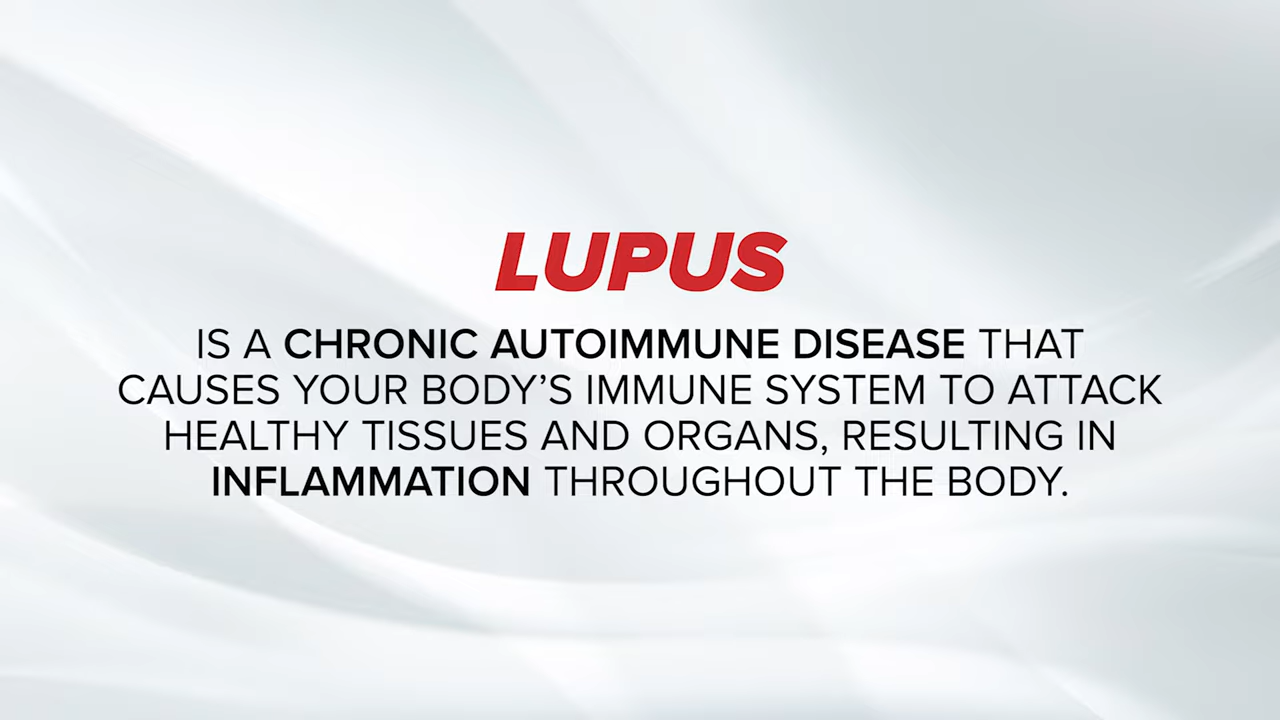 LUPUS
IS A CHRONIC AUTOIMMUNE DISEASE THAT
CAUSES YOUR BODY’S IMMUNE SYSTEM TO ATTACK
HEALTHY TISSUES AND ORGANS, RESULTING IN
INFLAMMATION THROUGHOUT THE BODY.